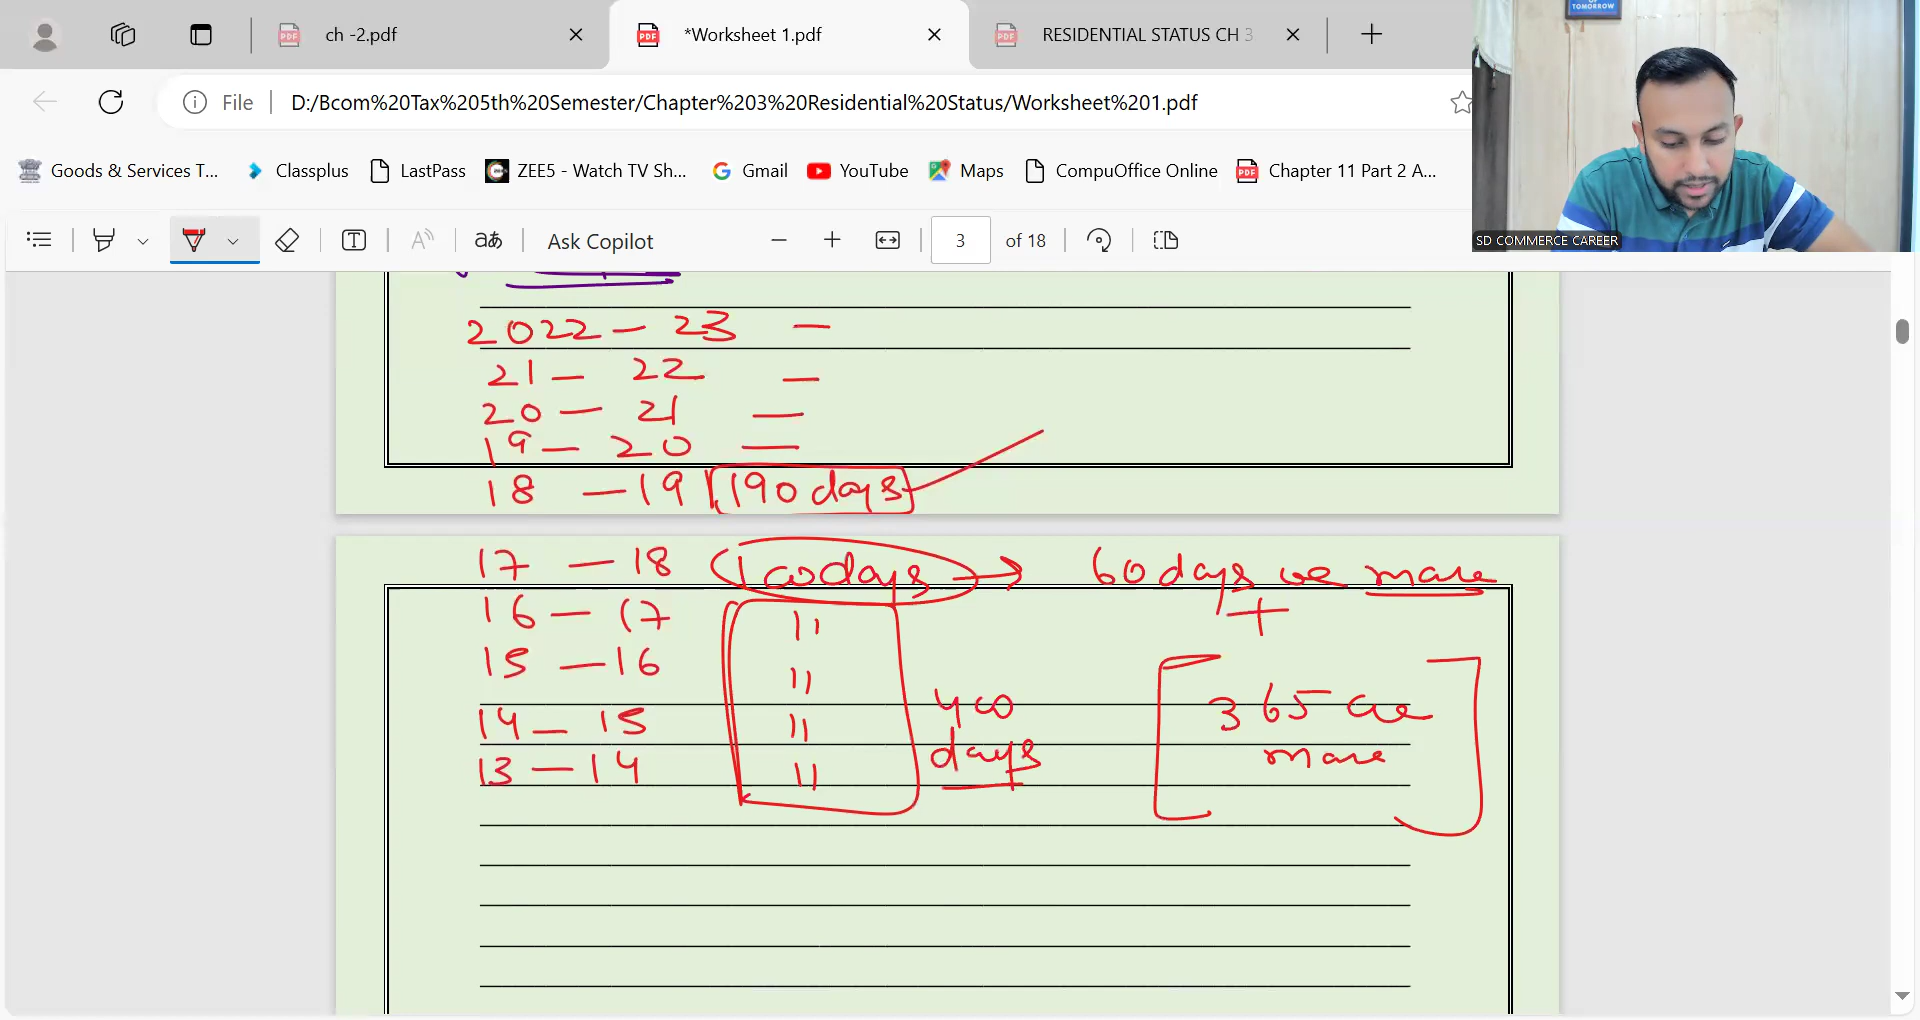 OF
TOMORROW
ch -2.pdf
*Worksheet 1.pdf
RESIDENTIAL STATUS CH 3
File
D:/Bcom%20Tax%205th%20Semester/Chapter%203%20Residential%20Status/Worksheet%201.pdf
Goods & Services T...
Classplus
LastPass
ZEE5 - Watch TV Sh...
Gmail
YouTube
Maps
CompuOffice Online
Chapter 11 Part 2 A...
Ask Copilot
3
of 18
SD COMMERCE CAREER
2022 - 23 -
21 - 22 -
20 - 21 -
19 - 20 -
18 - 19 190 days
17 - 18 100 days → 60 days or more
16 - 17 " +
15 - 16 "
14 - 15 " 400 days
13 - 14 "
365 or
more